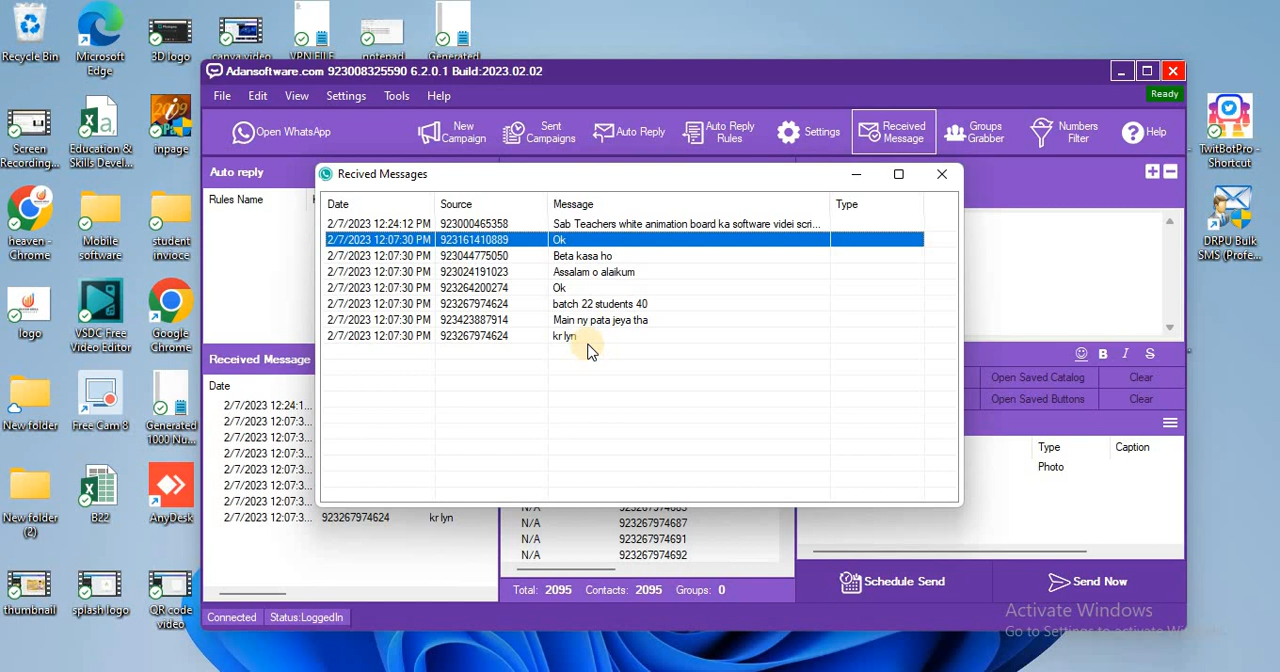 Recycle Bin
Microsoft Edge
3D logo
canva video
VPN FILE
notepad
Generated
Adansoftware.com 923008325590 6.2.0.1 Build:2023.02.02
File Edit View Settings Tools Help
Ready
Open WhatsApp
New Campaign
Sent Campaigns
Auto Reply
Auto Reply Rules
Settings
Received Message
Groups Grabber
Numbers Filter
Help
Screen Recording...
Education & Skills Devel...
inpage
TwitBotPro - Shortcut
Auto reply
Rules Name
Recived Messages
Date Source Message Type
2/7/2023 12:24:12 PM 923000465358 Sab Teachers white animation board ka software videi scri...
2/7/2023 12:07:30 PM 923161410889 Ok
2/7/2023 12:07:30 PM 923044775050 Beta kasa ho
2/7/2023 12:07:30 PM 923024191023 Assalam o alaikum
2/7/2023 12:07:30 PM 923264200274 Ok
2/7/2023 12:07:30 PM 923267974624 batch 22 students 40
2/7/2023 12:07:30 PM 923423887914 Main ny pata jeya tha
2/7/2023 12:07:30 PM 923267974624 kr lyn
heaven - Chrome
Mobile software
student invioce
DRPU Bulk SMS (Profe...
logo
VSDC Free Video Editor
Google Chrome
Received Message
Date
2/7/2023 12:24:1...
2/7/2023 12:07:3...
2/7/2023 12:07:3...
2/7/2023 12:07:3...
2/7/2023 12:07:3...
2/7/2023 12:07:3...
2/7/2023 12:07:3...
2/7/2023 12:07:3... 923267974624 kr lyn
B I S
Open Saved Catalog Clear
Open Saved Buttons Clear
Type Caption
Photo
New folder
Free Cam 8
Generated 1000 Nu...
New folder (2)
B22
AnyDesk
N/A
N/A 923267974687
N/A 923267974691
N/A 923267974692
Total: 2095 Contacts: 2095 Groups: 0
Schedule Send
Send Now
thumbnail
splash logo
QR code video
Connected Status:LoggedIn
Activate Windows
Go to Settings to activate